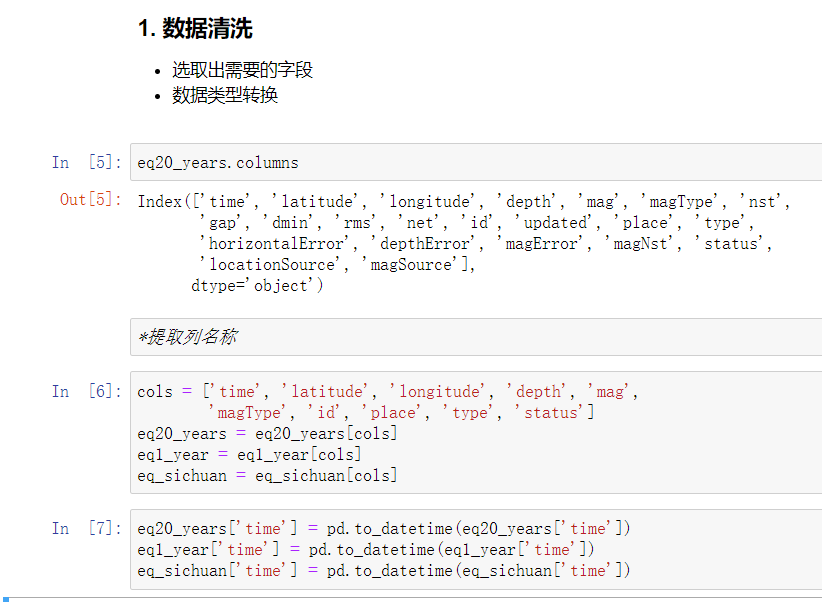 1. 数据清洗
• 选取出需要的字段
• 数据类型转换
In [5]: eq20_years.columns
Out[5]: Index(['time', 'latitude', 'longitude', 'depth', 'mag', 'magType', 'nst',
'gap', 'dmin', 'rms', 'net', 'id', 'updated', 'place', 'type',
'horizontalError', 'depthError', 'magError', 'magNst', 'status',
'locationSource', 'magSource'],
dtype='object')
*提取列名称
In [6]: cols = ['time', 'latitude', 'longitude', 'depth', 'mag',
'magType', 'id', 'place', 'type', 'status']
eq20_years = eq20_years[cols]
eq1_year = eq1_year[cols]
eq_sichuan = eq_sichuan[cols]
In [7]: eq20_years['time'] = pd.to_datetime(eq20_years['time'])
eq1_year['time'] = pd.to_datetime(eq1_year['time'])
eq_sichuan['time'] = pd.to_datetime(eq_sichuan['time'])